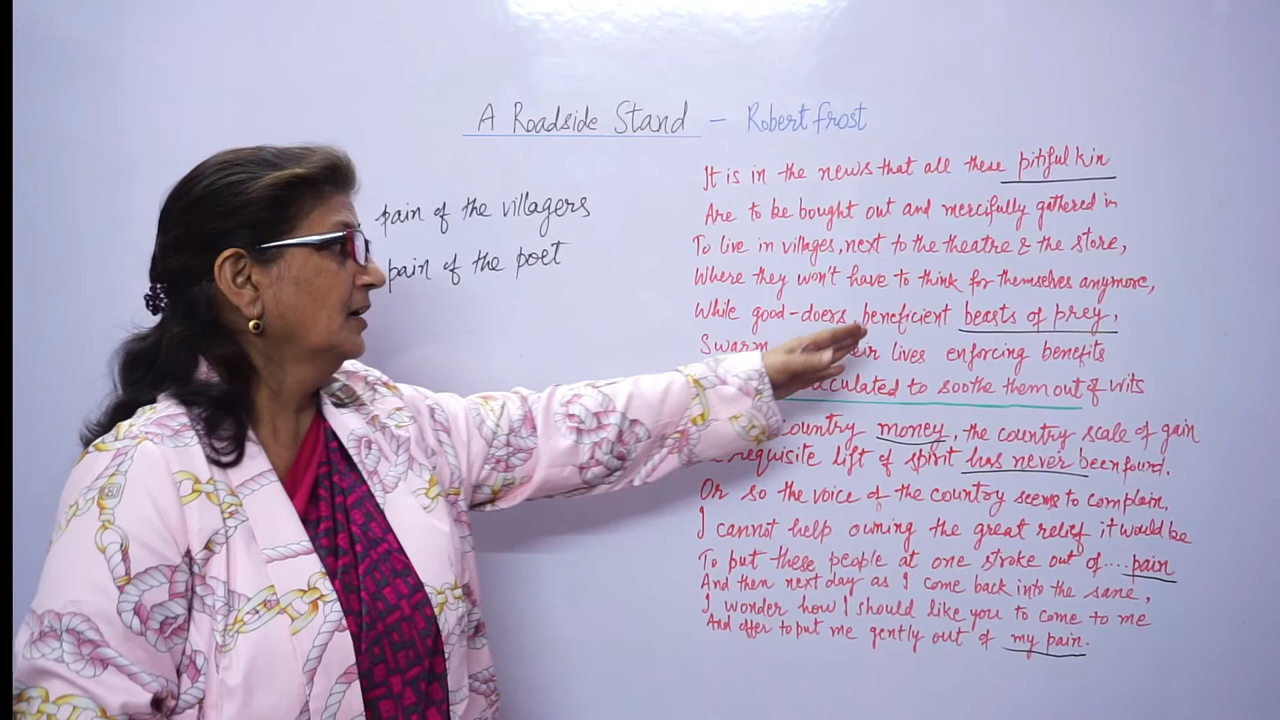 A Roadside Stand - Robert frost
pain of the villagers
pain of the poet
It is in the news that all these pitiful kin
Are to be bought out and mercifully gathered in
To live in villages, next to the theatre & the store,
Where they won't have to think for themselves anymore,
While good-doers, beneficient beasts of prey,
Swarm lives enforcing benefits
calculated to soothe them out of wits
country money, the country scale of gain
requisite lift of spirit has never been found.
Or so the voice of the country seems to complain,
I cannot help owning the great relief it would be
To put these people at one stroke out of.... pain
And then next day as I come back into the sane,
I wonder how I should like you to come to me
And offer to put me gently out of my pain.